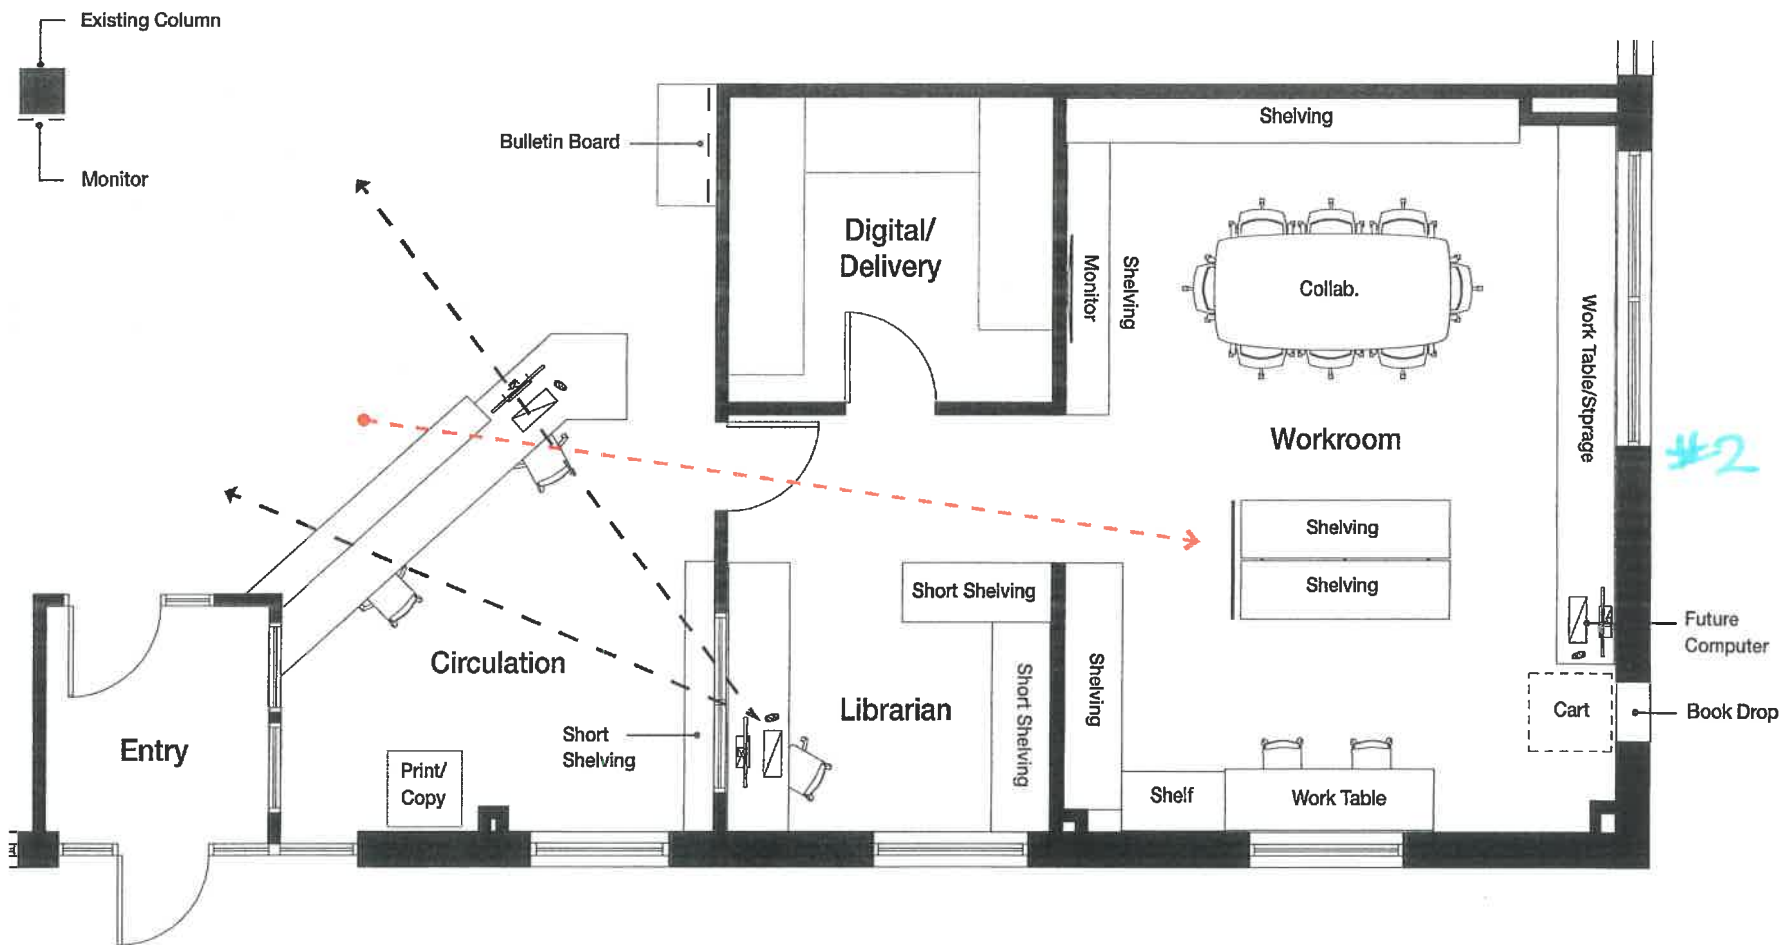 Existing Column
Monitor
Bulletin Board
Digital/
Delivery
Shelving
Monitor
Shelving
Collab.
Work Table/Stprage
Workroom
#2
Shelving
Shelving
Short Shelving
Short Shelving
Shelving
Circulation
Librarian
Short
Shelving
Entry
Print/
Copy
Future
Computer
Cart
Book Drop
Shelf
Work Table